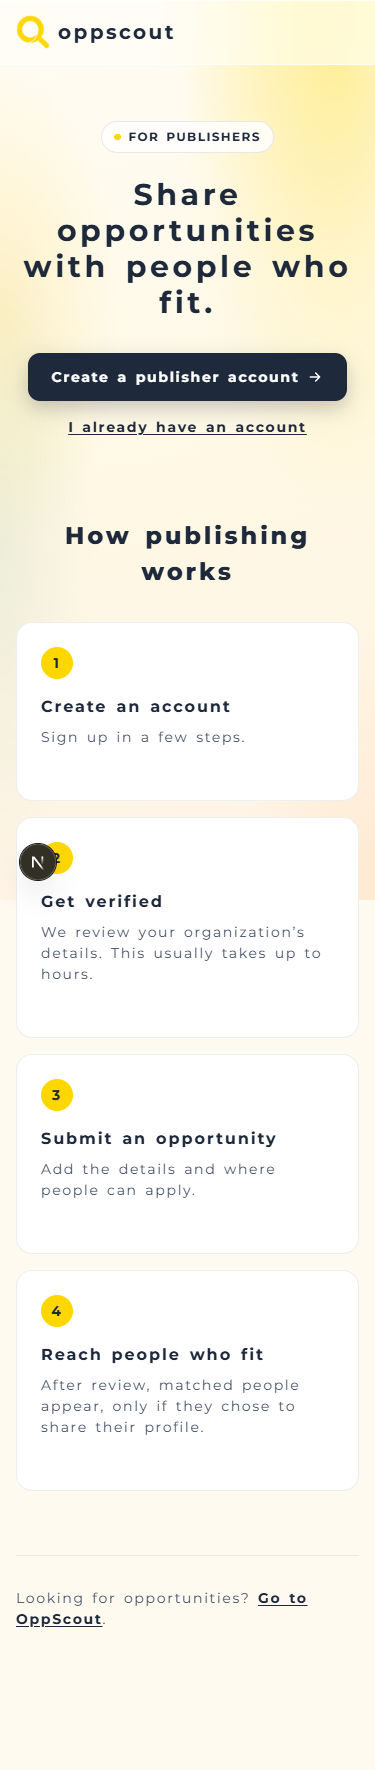 oppscout
FOR PUBLISHERS
Share
opportunities
with people who
fit.
Create a publisher account →
I already have an account
How publishing
works
1
Create an account
Sign up in a few steps.
N
2
Get verified
We review your organization’s
details. This usually takes up to
hours.
3
Submit an opportunity
Add the details and where
people can apply.
4
Reach people who fit
After review, matched people
appear, only if they chose to
share their profile.
Looking for opportunities? Go to
OppScout.